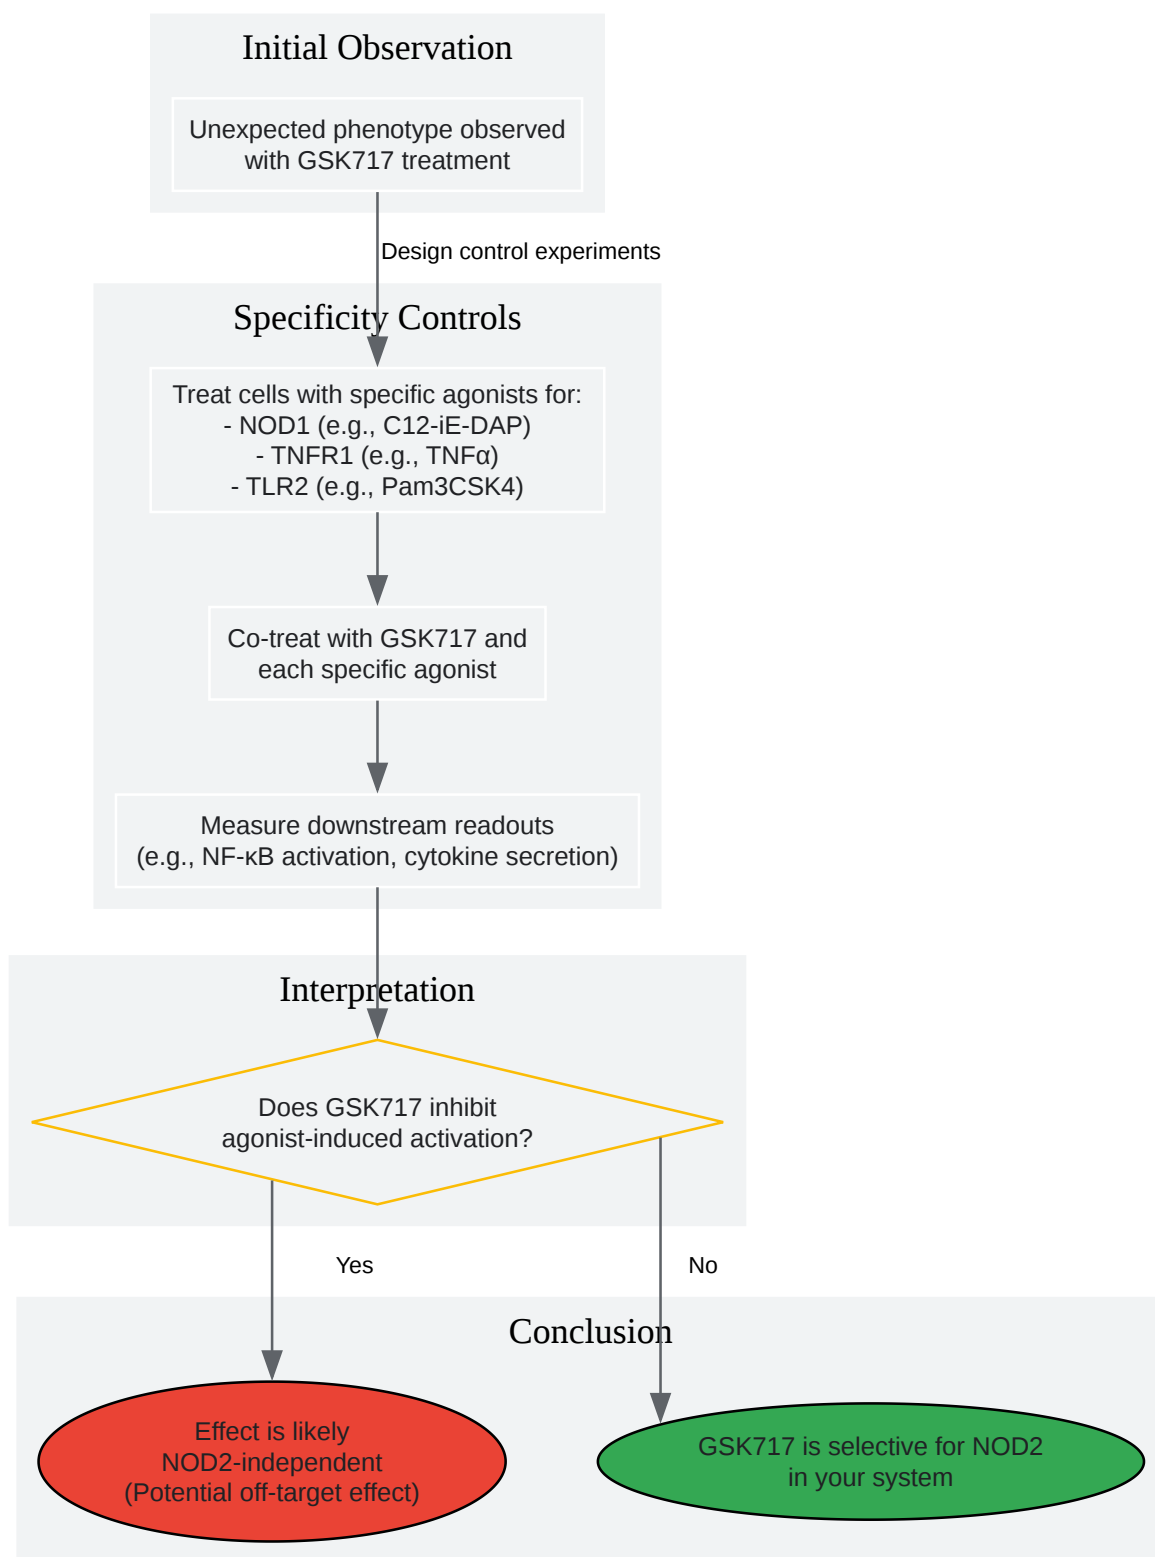 Initial Observation
Unexpected phenotype observed
with GSK717 treatment
Design control experiments
Specificity Controls
Treat cells with specific agonists for:
- NOD1 (e.g., C12-iE-DAP)
- TNFR1 (e.g., TNFα)
- TLR2 (e.g., Pam3CSK4)
Co-treat with GSK717 and
each specific agonist
Measure downstream readouts
(e.g., NF-κB activation, cytokine secretion)
Interpretation
Does GSK717 inhibit
agonist-induced activation?
Yes
No
Conclusion
Effect is likely
NOD2-independent
(Potential off-target effect)
GSK717 is selective for NOD2
in your system